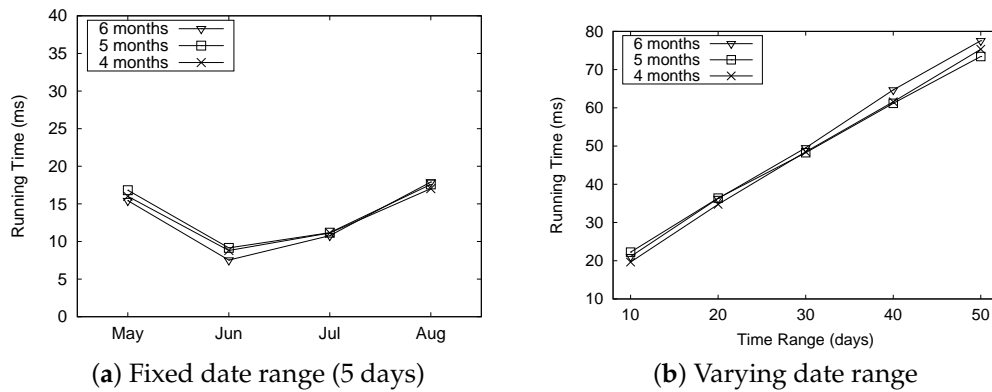 40
35
30
25
20
15
10
5
0
Running Time (ms)
6 months
5 months
4 months
May Jun Jul Aug
(a) Fixed date range (5 days)
80
70
60
50
40
30
20
10
Running Time (ms)
6 months
5 months
4 months
10 20 30 40 50
Time Range (days)
(b) Varying date range